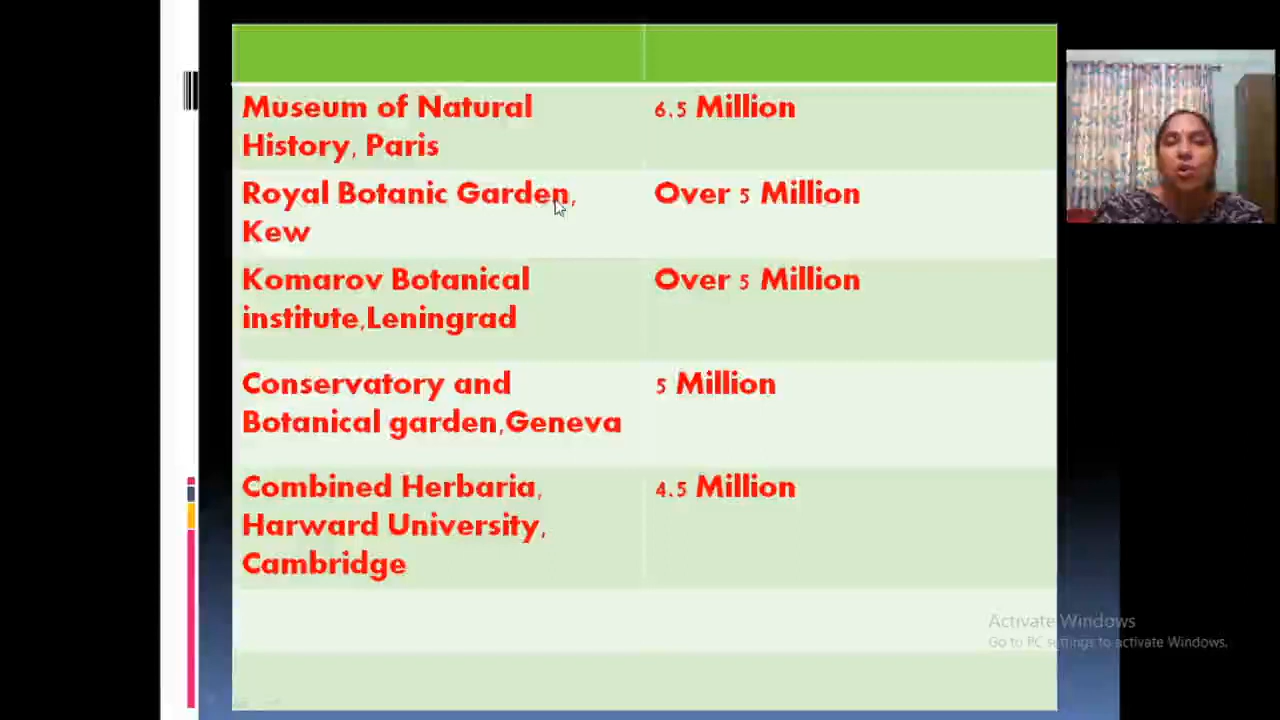 Museum of Natural
History, Paris
6.5 Million
Royal Botanic Garden,
Kew
Over 5 Million
Komarov Botanical
institute,Leningrad
Over 5 Million
Conservatory and
Botanical garden,Geneva
5 Million
Combined Herbaria,
Harward University,
Cambridge
4.5 Million
Activate Windows
Go to PC settings to activate Windows.